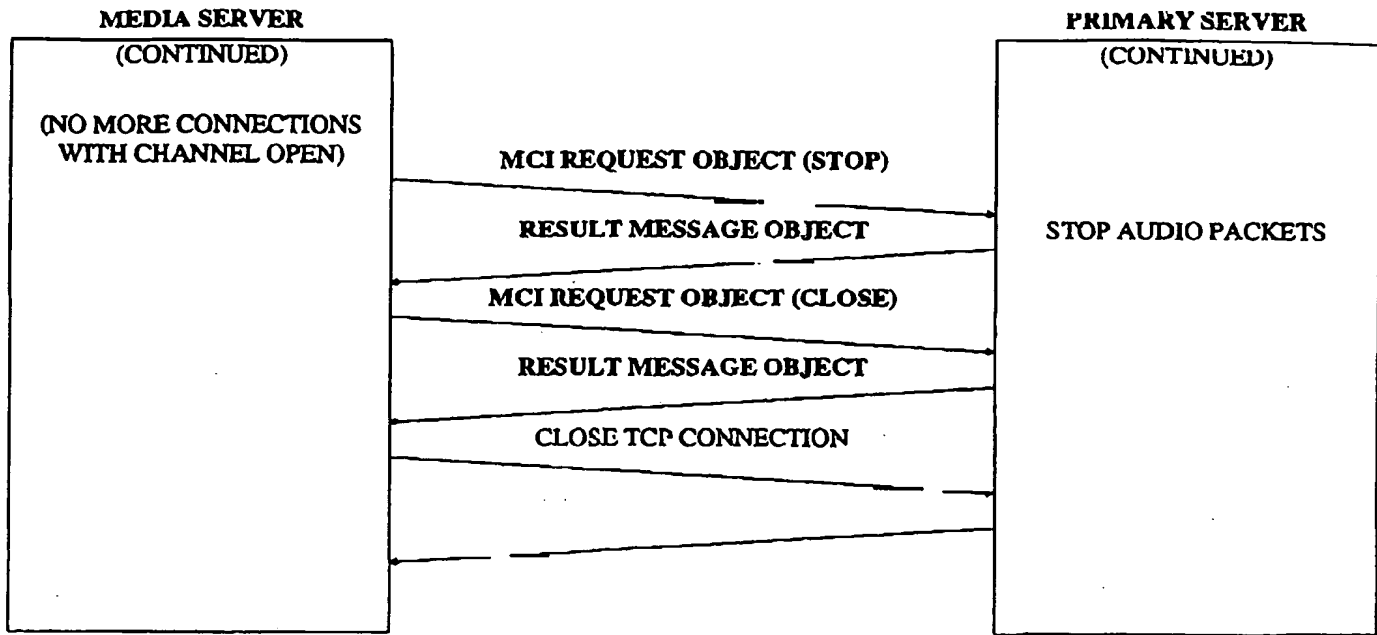 MEDIA SERVER
(CONTINUED)
(NO MORE CONNECTIONS
WITH CHANNEL OPEN)
PRIMARY SERVER
(CONTINUED)
MCI REQUEST OBJECT (STOP)
RESULT MESSAGE OBJECT
STOP AUDIO PACKETS
MCI REQUEST OBJECT (CLOSE)
RESULT MESSAGE OBJECT
CLOSE TCP CONNECTION